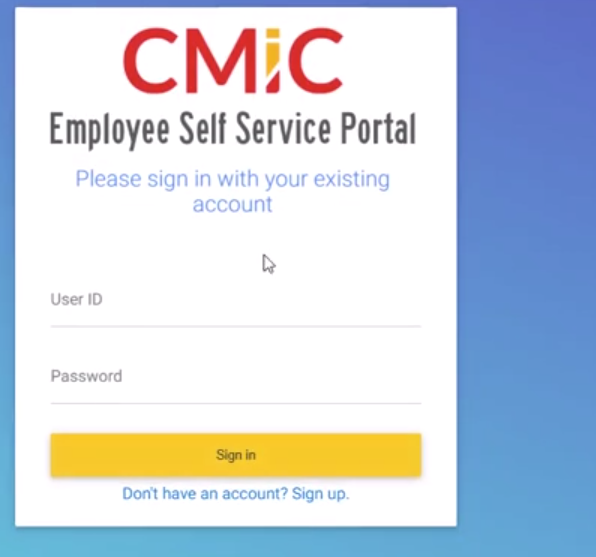 CMiC
Employee Self Service Portal
Please sign in with your existing
account
User ID
Password
Sign in
Don't have an account? Sign up.